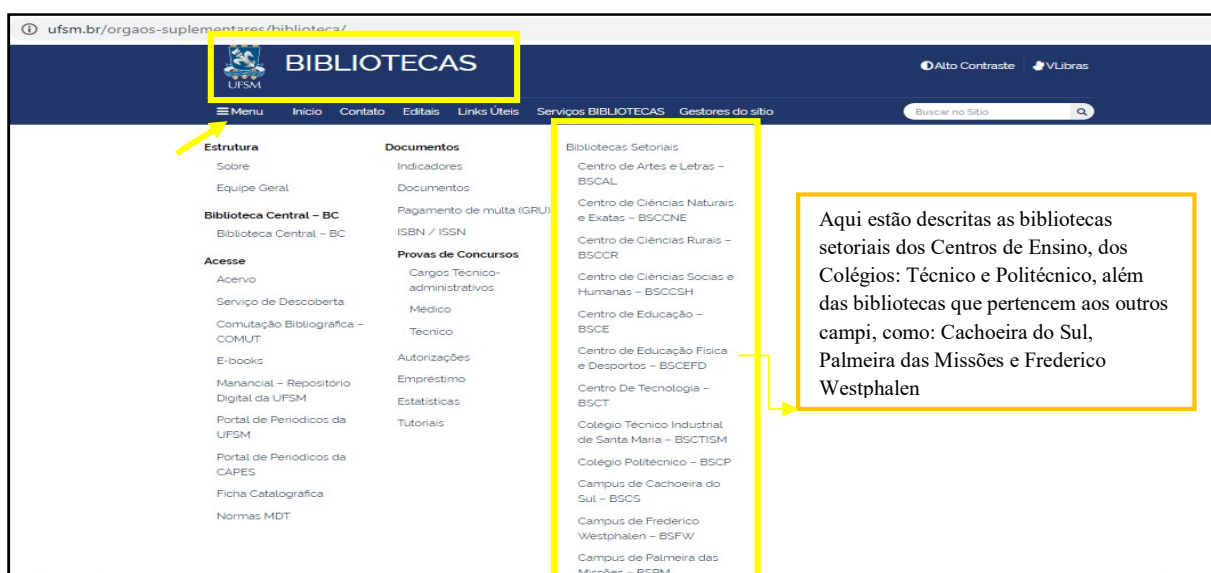 ufsm.br/orgaos-suplementares/biblioteca/
UFSM
BIBLIOTECAS
Alto Contraste
VLibras
Menu Início Contato Editais Links Úteis Serviços BIBLIOTECAS Gestores do sítio
Buscar no Sítio
Estrutura
Sobre
Equipe Geral
Biblioteca Central – BC
Biblioteca Central – BC
Acesse
Acervo
Serviço de Descoberta
Comutação Bibliográfica –
COMUT
E-books
Manancial – Repositório
Digital da UFSM
Portal de Periódicos da
UFSM
Portal de Periódicos da
CAPES
Ficha Catalográfica
Normas MDT
Documentos
Indicadores
Documentos
Pagamento de multa (GRU)
ISBN / ISSN
Provas de Concursos
Cargos Técnico-
administrativos
Médico
Técnico
Autorizações
Empréstimo
Estatísticas
Tutoriais
Bibliotecas Setoriais
Centro de Artes e Letras –
BSCAL
Centro de Ciências Naturais
e Exatas – BSCCNE
Centro de Ciências Rurais –
BSCCR
Centro de Ciências Socias e
Humanas – BSCCSH
Centro de Educação –
BSCE
Centro de Educação Física
e Desportos – BSCEFD
Centro De Tecnologia –
BSCT
Colégio Técnico Industrial
de Santa Maria – BSCTISM
Colégio Politécnico – BSCP
Campus de Cachoeira do
Sul – BSCS
Campus de Frederico
Westphalen – BSFW
Campus de Palmeira das
Missões – BSPM
Aqui estão descritas as bibliotecas
setoriais dos Centros de Ensino, dos
Colégios: Técnico e Politécnico, além
das bibliotecas que pertencem aos outros
campi, como: Cachoeira do Sul,
Palmeira das Missões e Frederico
Westphalen